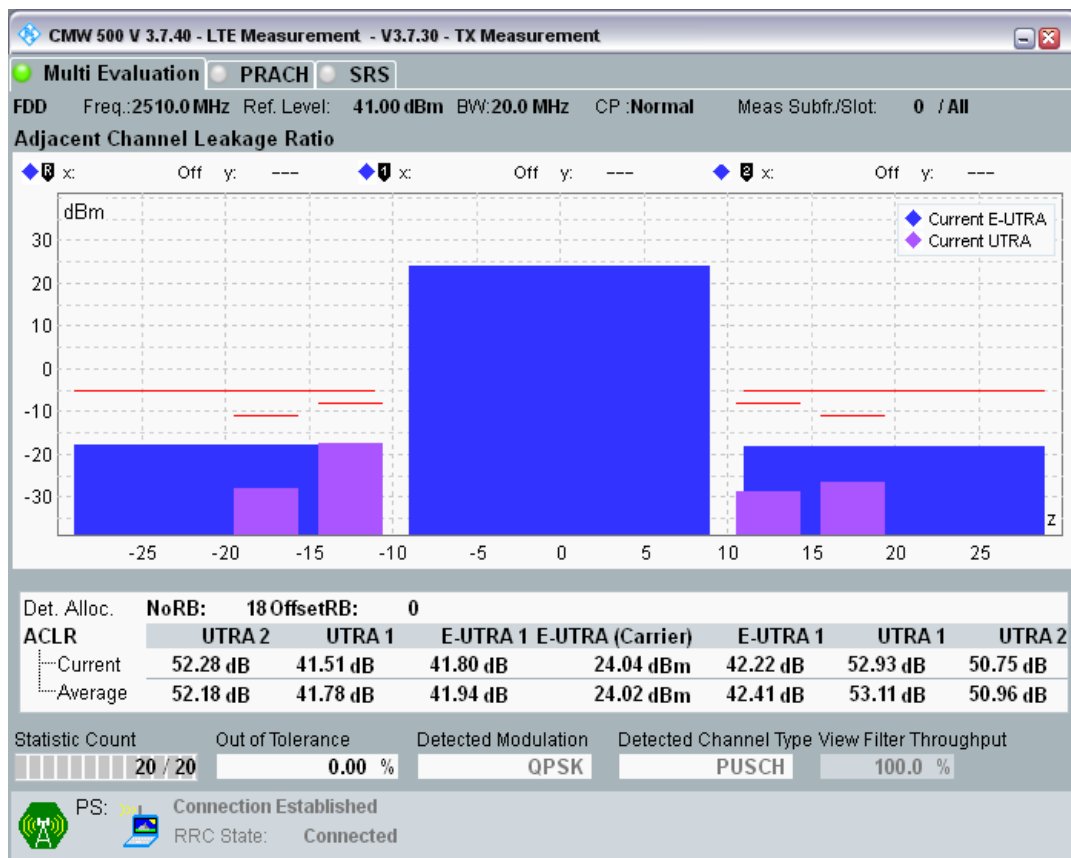 CMW 500 V 3.7.40 - LTE Measurement - V3.7.30 - TX Measurement
Multi Evaluation PRACH SRS
FDD Freq.:2510.0 MHz Ref. Level: 41.00 dBm BW:20.0 MHz CP :Normal Meas Subfr./Slot: 0 / All
Adjacent Channel Leakage Ratio
R x: Off y: --- 1 x: Off y: --- 2 x: Off y: ---
dBm
Current E-UTRA
Current UTRA
30
20
10
0
-10
-20
-30
z
-25 -20 -15 -10 -5 0 5 10 15 20 25
Det. Alloc. NoRB: 18 OffsetRB: 0
ACLR UTRA 2 UTRA 1 E-UTRA 1 E-UTRA (Carrier) E-UTRA 1 UTRA 1 UTRA 2
Current 52.28 dB 41.51 dB 41.80 dB 24.04 dBm 42.22 dB 52.93 dB 50.75 dB
Average 52.18 dB 41.78 dB 41.94 dB 24.02 dBm 42.41 dB 53.11 dB 50.96 dB
Statistic Count Out of Tolerance Detected Modulation Detected Channel Type View Filter Throughput
20 / 20 0.00 % QPSK PUSCH 100.0 %
PS: Connection Established
RRC State: Connected